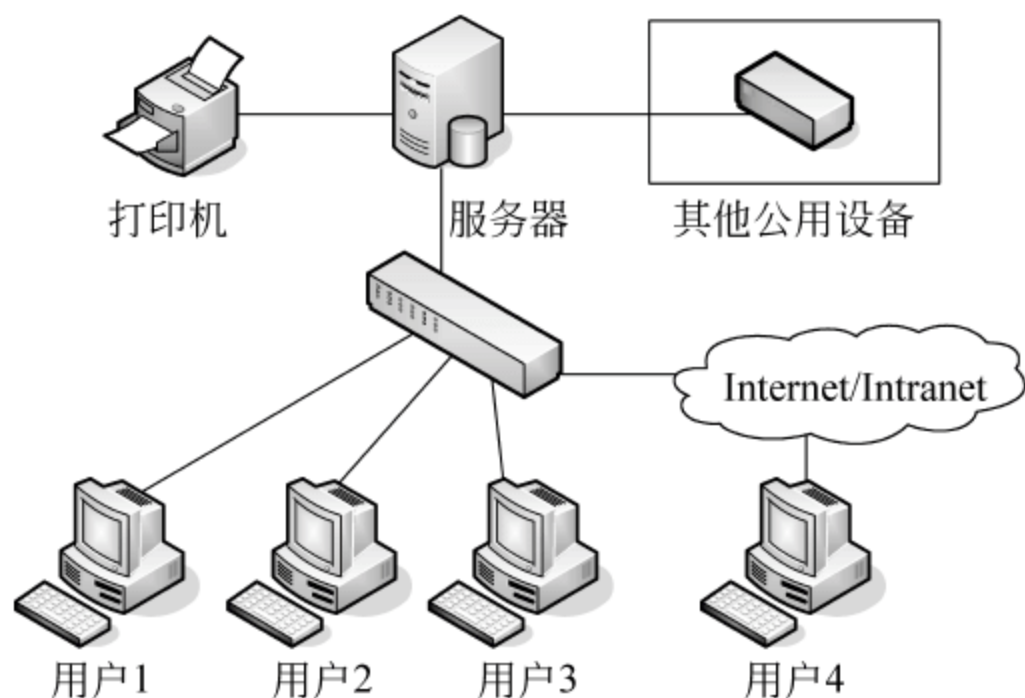 打印机
服务器
其他公用设备
Internet/Intranet
用户1
用户2
用户3
用户4